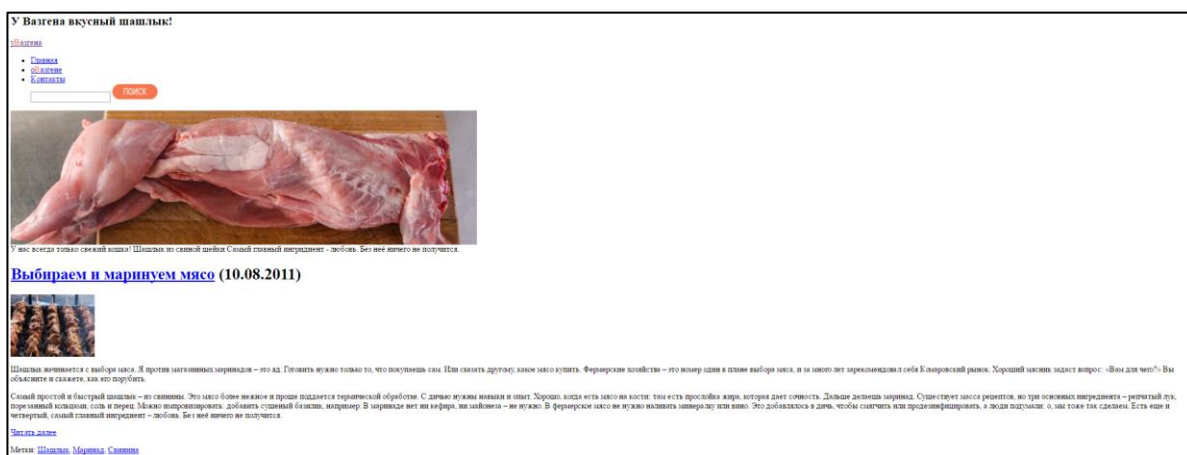 У Вазгена вкусный шашлык!
уВазгена
Главная
оВазгене
Контакты
ПОИСК
У нас всегда только свежий кошка! Шашлык из свиной шейки Самый главный ингридиент - любовь. Без неё ничего не получится.
Выбираем и маринуем мясо (10.08.2011)
Шашлык начинается с выбора мяса. Я против магазинных маринадов – это яд. Готовить нужно только то, что покупаешь сам. Или сказать другому, какое мясо купить. Фермерские хозяйства – это номер один в плане выбора мяса, и за много лет зарекомендовал себя Комаровский рынок. Хороший мясник задаст вопрос: «Вам для чего?» Вы
объясните и скажете, как его порубить.
Самый простой и быстрый шашлык – из свинины. Это мясо более нежное и проще поддается термической обработке. С дичью нужны навыки и опыт. Хорошо, когда есть мясо на кости: там есть прослойка жира, которая дает сочность. Дальше делаешь маринад. Существует масса рецептов, но три основных ингредиента – репчатый лук,
порезанный кольцами, соль и перец. Можно импровизировать: добавить сушеный базилик, например. В маринаде нет ни кефира, ни майонеза – не нужно. В фермерское мясо не нужно наливать минералку или вино. Это добавлялось в дичь, чтобы смягчить или продезинфицировать, а люди подумали: о, мы тоже так сделаем. Есть еще и
четвертый, самый главный ингредиент – любовь. Без неё ничего не получится.
Читать далее
Метки: Шашлык, Маринад, Свинина